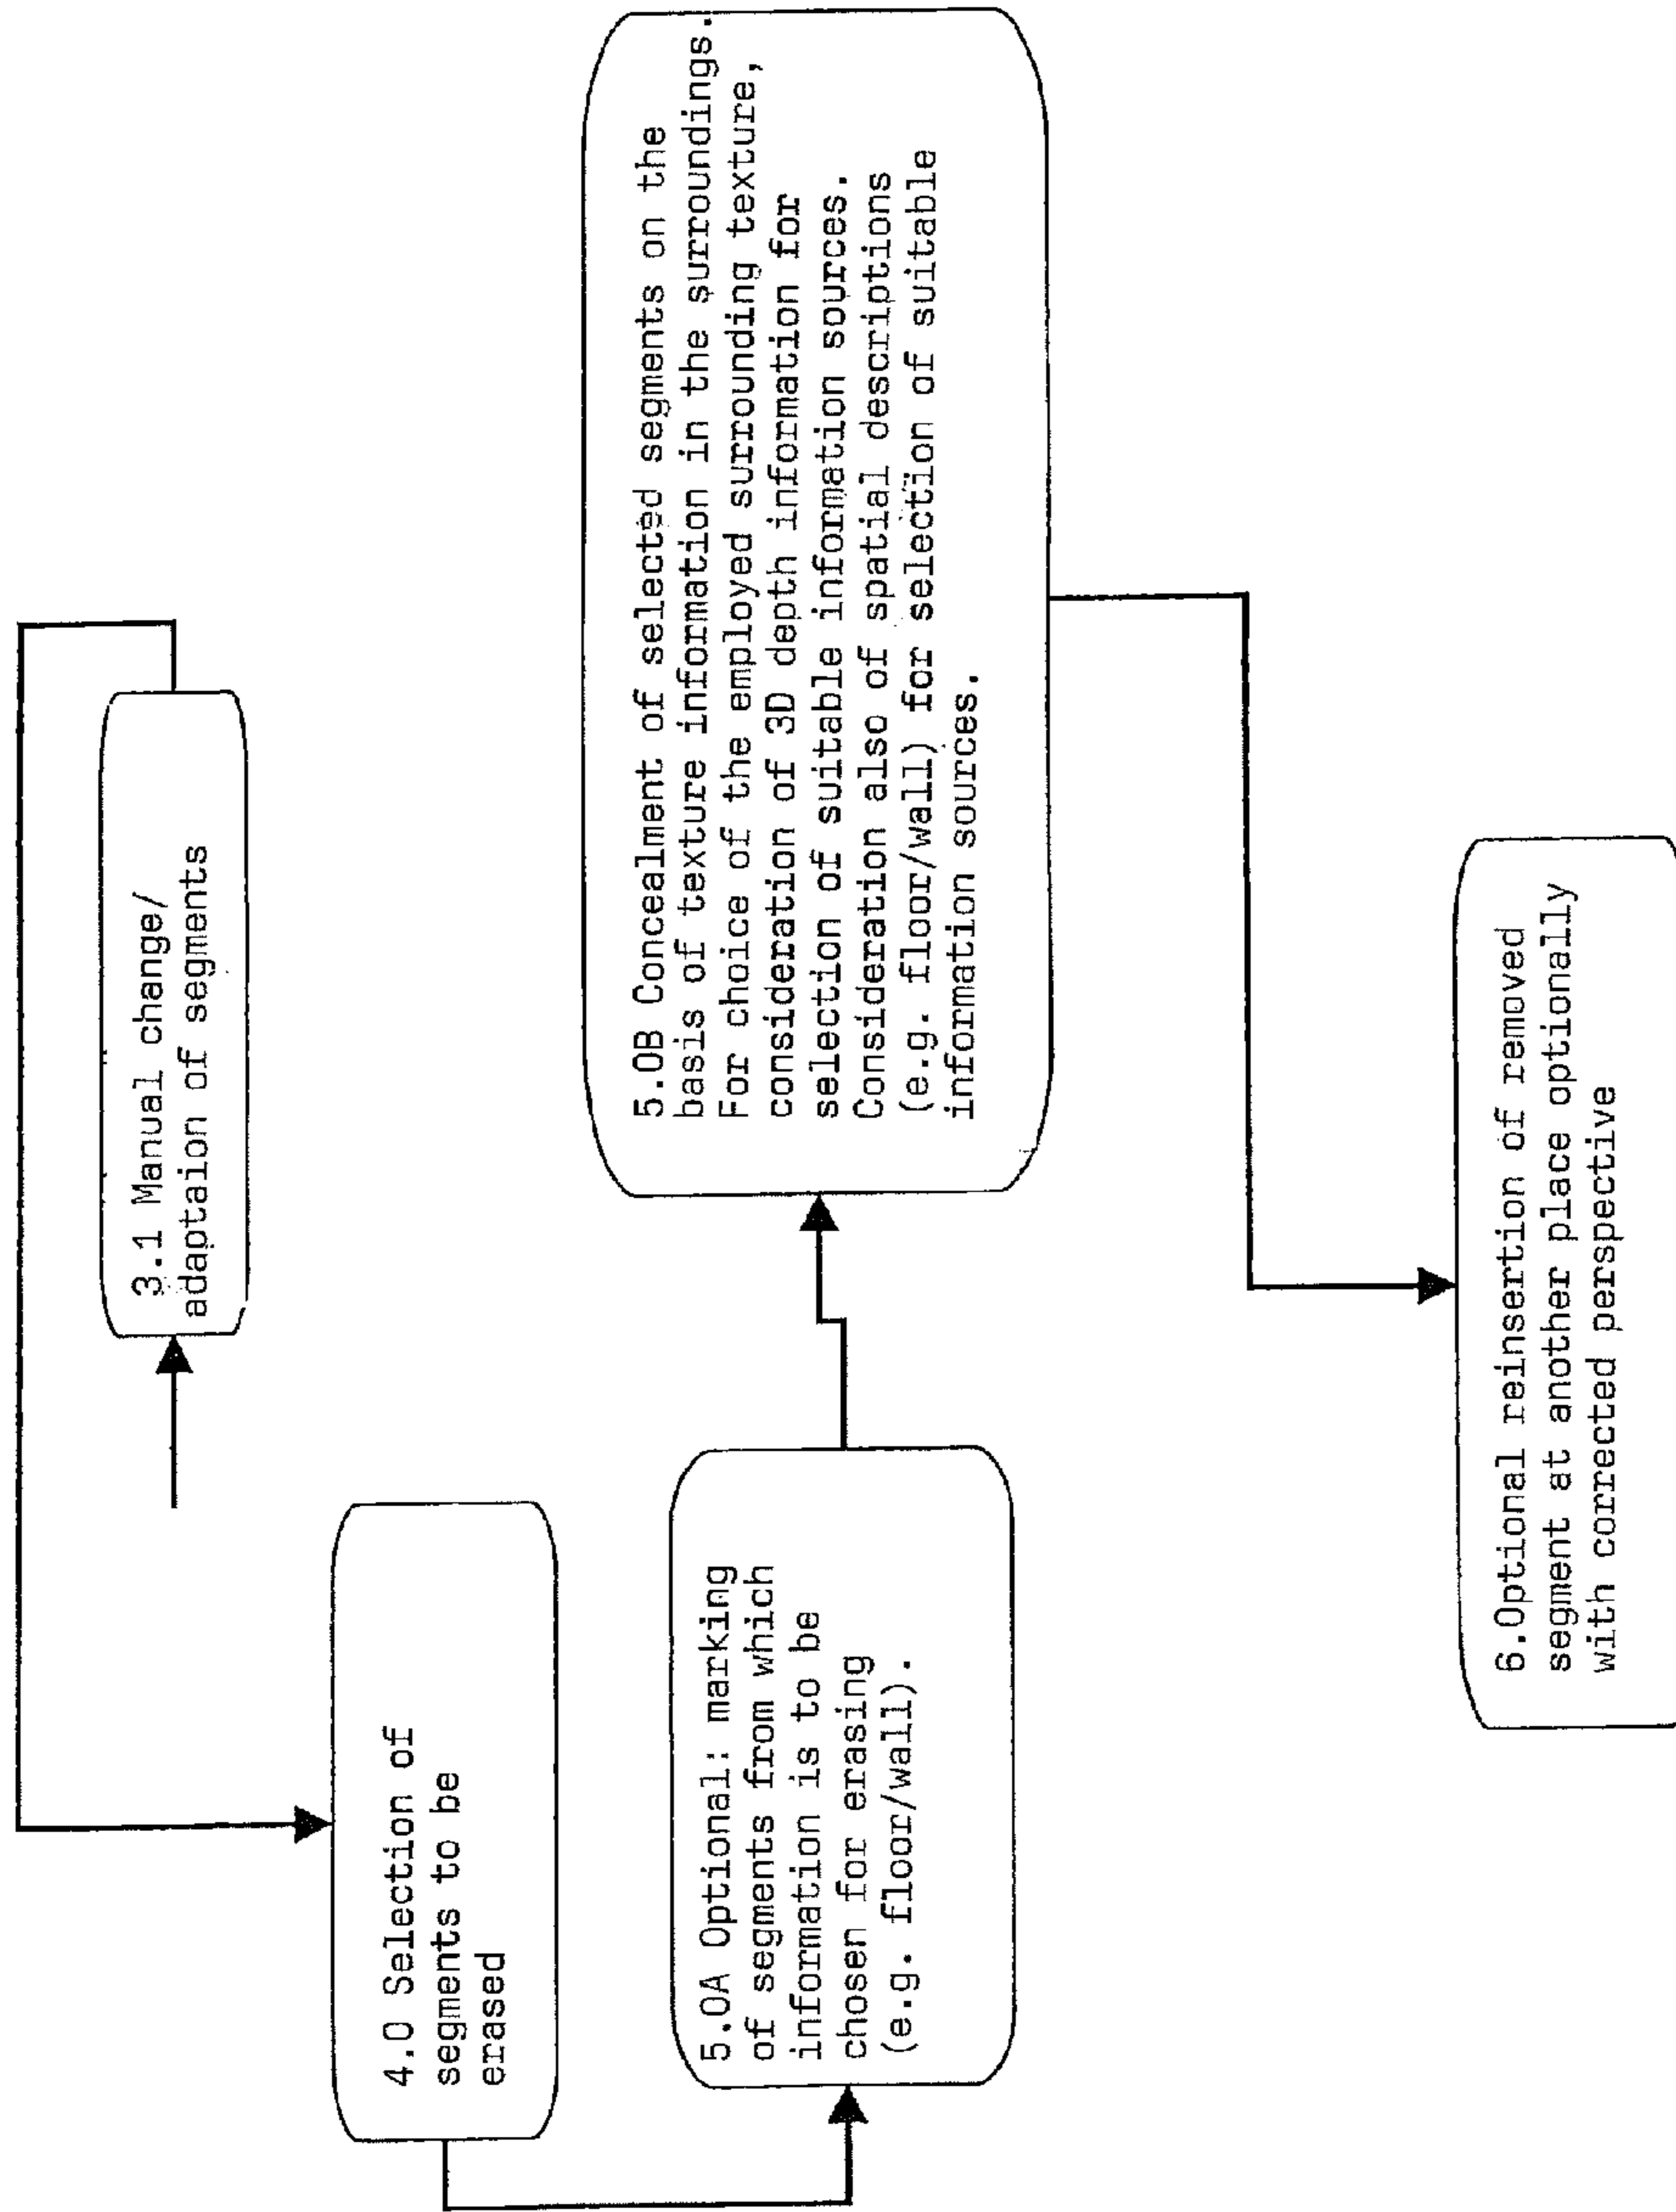 3.1 Manual change/
adaptaion of segments
4.0 Selection of
segments to be
erased
5.0A Optional: marking
of segments from which
information is to be
chosen for erasing
(e.g. floor/wall).
5.0B Concealment of selected segments on the
basis of texture information in the surroundings.
For choice of the employed surrounding texture,
consideration of 3D depth information for
selection of suitable information sources.
Consideration also of spatial descriptions
(e.g. floor/wall) for selection of suitable
information sources.
6.Optional reinsertion of removed
segment at another place optionally
with corrected perspective